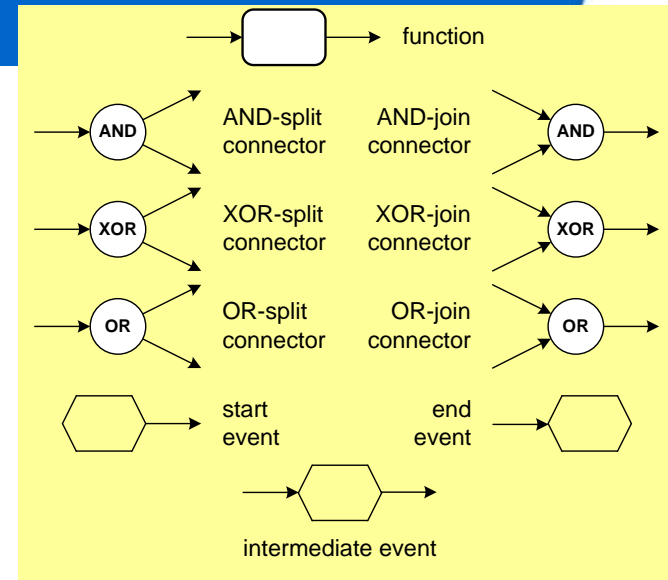 function
AND
AND-split
connector
AND-join
connector
AND
XOR
XOR-split
connector
XOR-join
connector
XOR
OR
OR-split
connector
OR-join
connector
OR
start
event
end
event
intermediate event